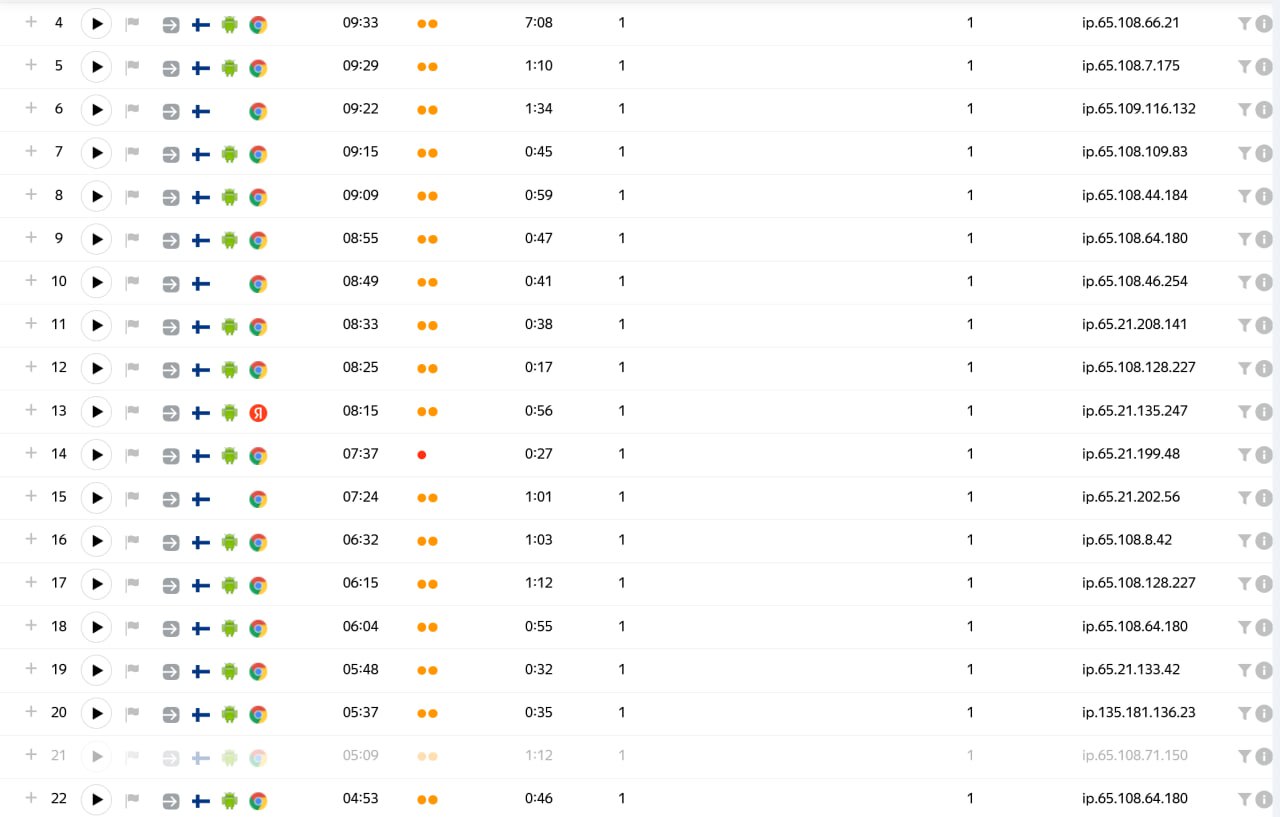 4 09:33 7:08 1 1 ip.65.108.66.21
5 09:29 1:10 1 1 ip.65.108.7.175
6 09:22 1:34 1 1 ip.65.109.116.132
7 09:15 0:45 1 1 ip.65.108.109.83
8 09:09 0:59 1 1 ip.65.108.44.184
9 08:55 0:47 1 1 ip.65.108.64.180
10 08:49 0:41 1 1 ip.65.108.46.254
11 08:33 0:38 1 1 ip.65.21.208.141
12 08:25 0:17 1 1 ip.65.108.128.227
13 Я 08:15 0:56 1 1 ip.65.21.135.247
14 07:37 0:27 1 1 ip.65.21.199.48
15 07:24 1:01 1 1 ip.65.21.202.56
16 06:32 1:03 1 1 ip.65.108.8.42
17 06:15 1:12 1 1 ip.65.108.128.227
18 06:04 0:55 1 1 ip.65.108.64.180
19 05:48 0:32 1 1 ip.65.21.133.42
20 05:37 0:35 1 1 ip.135.181.136.23
21 05:09 1:12 1 1 ip.65.108.71.150
22 04:53 0:46 1 1 ip.65.108.64.180